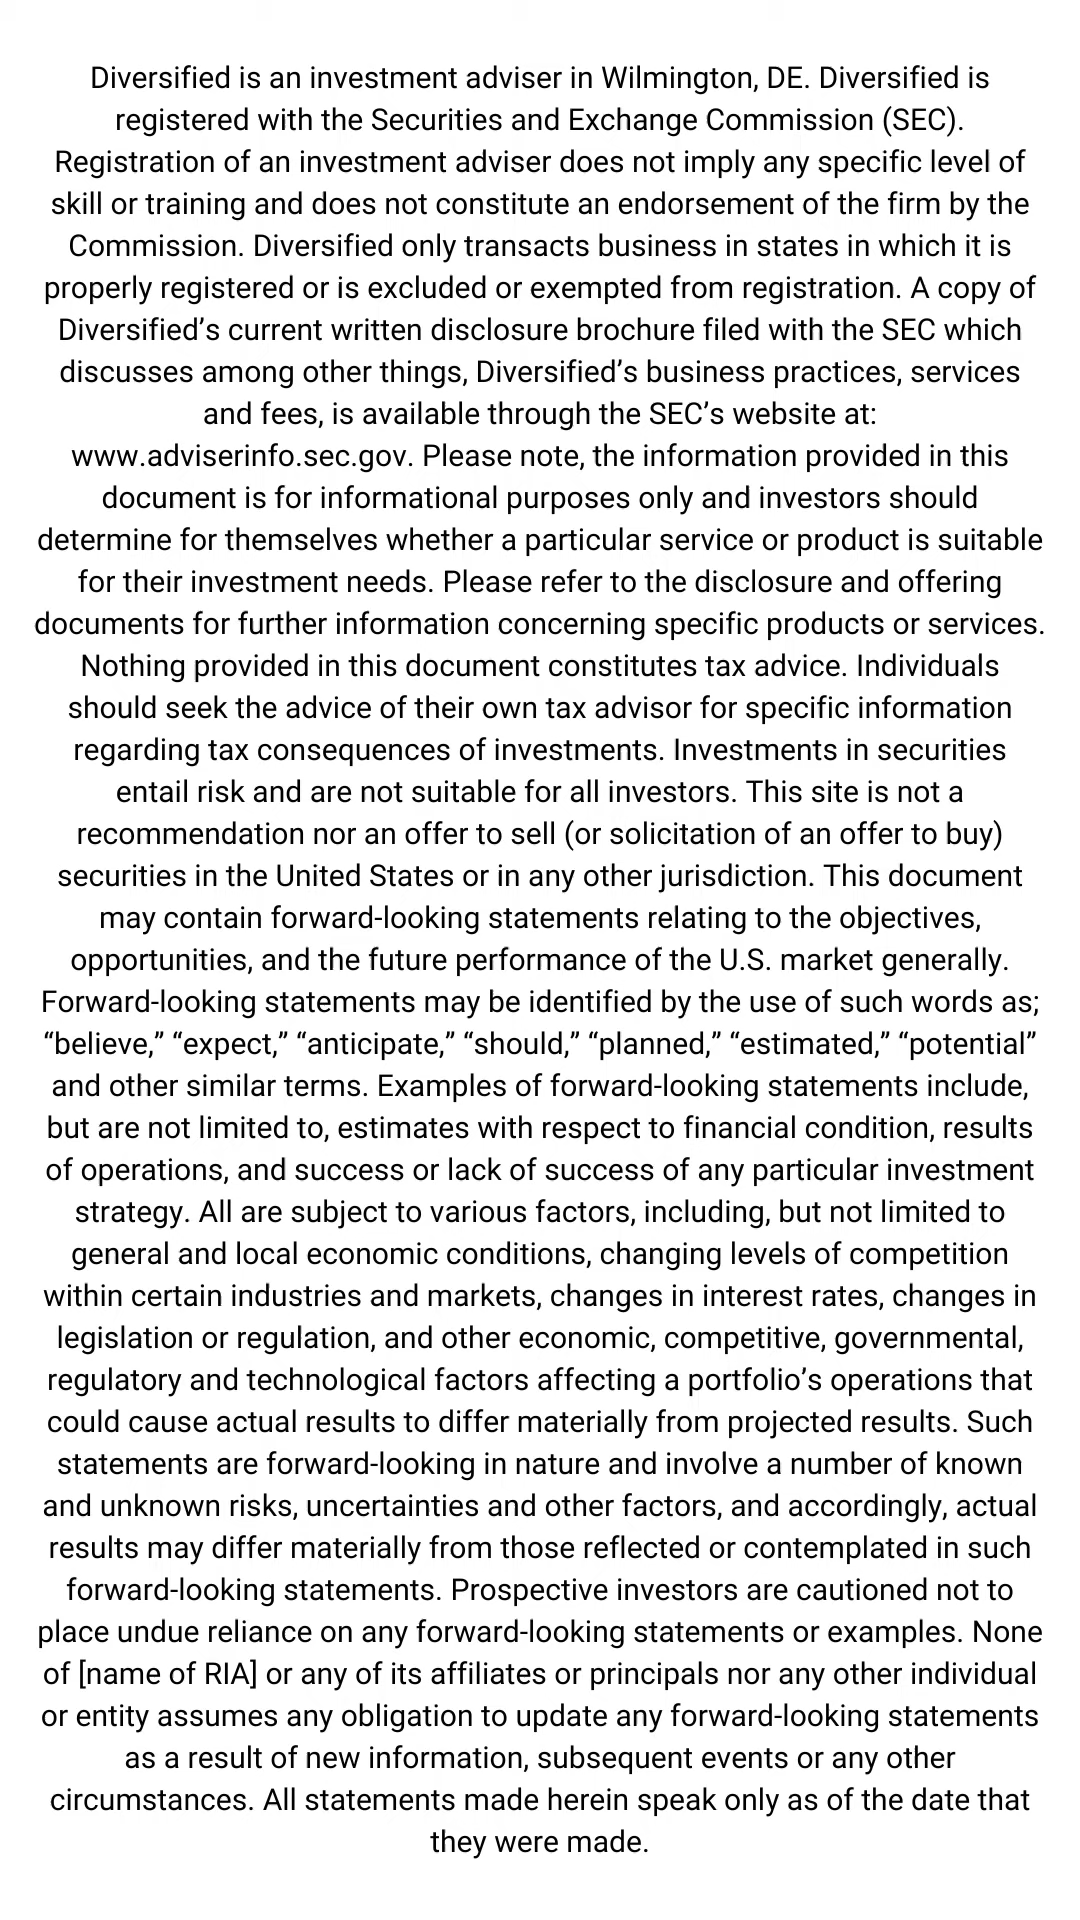 Diversified is an investment adviser in Wilmington, DE. Diversified is
registered with the Securities and Exchange Commission (SEC).
Registration of an investment adviser does not imply any specific level of
skill or training and does not constitute an endorsement of the firm by the
Commission. Diversified only transacts business in states in which it is
properly registered or is excluded or exempted from registration. A copy of
Diversified’s current written disclosure brochure filed with the SEC which
discusses among other things, Diversified’s business practices, services
and fees, is available through the SEC’s website at:
www.adviserinfo.sec.gov. Please note, the information provided in this
document is for informational purposes only and investors should
determine for themselves whether a particular service or product is suitable
for their investment needs. Please refer to the disclosure and offering
documents for further information concerning specific products or services.
Nothing provided in this document constitutes tax advice. Individuals
should seek the advice of their own tax advisor for specific information
regarding tax consequences of investments. Investments in securities
entail risk and are not suitable for all investors. This site is not a
recommendation nor an offer to sell (or solicitation of an offer to buy)
securities in the United States or in any other jurisdiction. This document
may contain forward-looking statements relating to the objectives,
opportunities, and the future performance of the U.S. market generally.
Forward-looking statements may be identified by the use of such words as;
“believe,” “expect,” “anticipate,” “should,” “planned,” “estimated,” “potential”
and other similar terms. Examples of forward-looking statements include,
but are not limited to, estimates with respect to financial condition, results
of operations, and success or lack of success of any particular investment
strategy. All are subject to various factors, including, but not limited to
general and local economic conditions, changing levels of competition
within certain industries and markets, changes in interest rates, changes in
legislation or regulation, and other economic, competitive, governmental,
regulatory and technological factors affecting a portfolio’s operations that
could cause actual results to differ materially from projected results. Such
statements are forward-looking in nature and involve a number of known
and unknown risks, uncertainties and other factors, and accordingly, actual
results may differ materially from those reflected or contemplated in such
forward-looking statements. Prospective investors are cautioned not to
place undue reliance on any forward-looking statements or examples. None
of [name of RIA] or any of its affiliates or principals nor any other individual
or entity assumes any obligation to update any forward-looking statements
as a result of new information, subsequent events or any other
circumstances. All statements made herein speak only as of the date that
they were made.